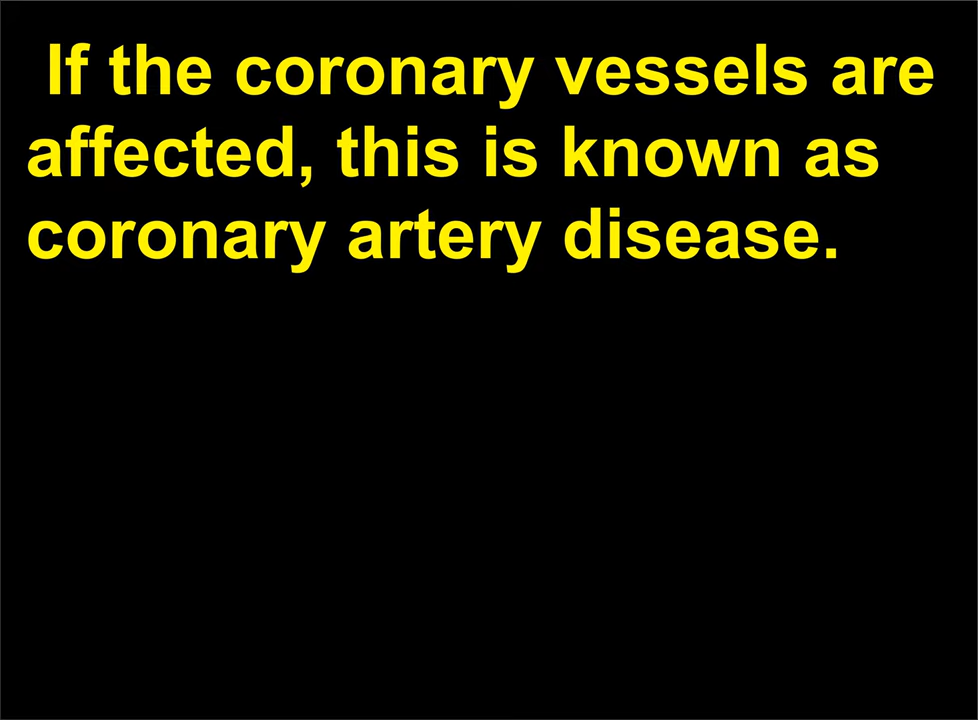 If the coronary vessels are
affected, this is known as
coronary artery disease.